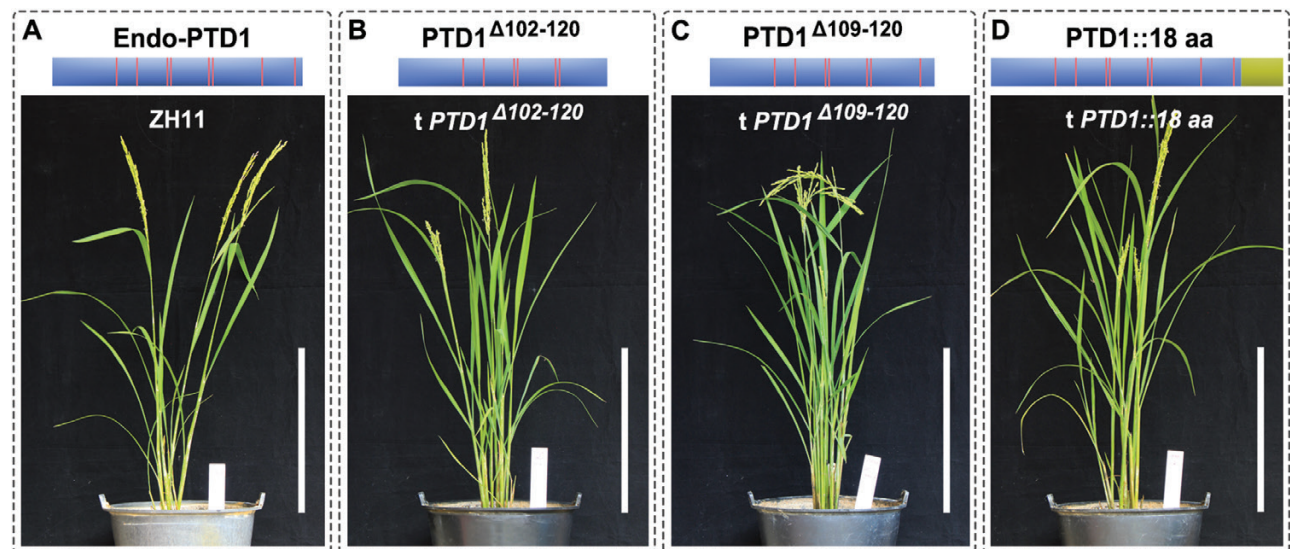 A
Endo-PTD1
ZH11
B
PTD1Δ102-120
t PTD1Δ102-120
C
PTD1Δ109-120
t PTD1Δ109-120
D
PTD1::18 aa
t PTD1::18 aa